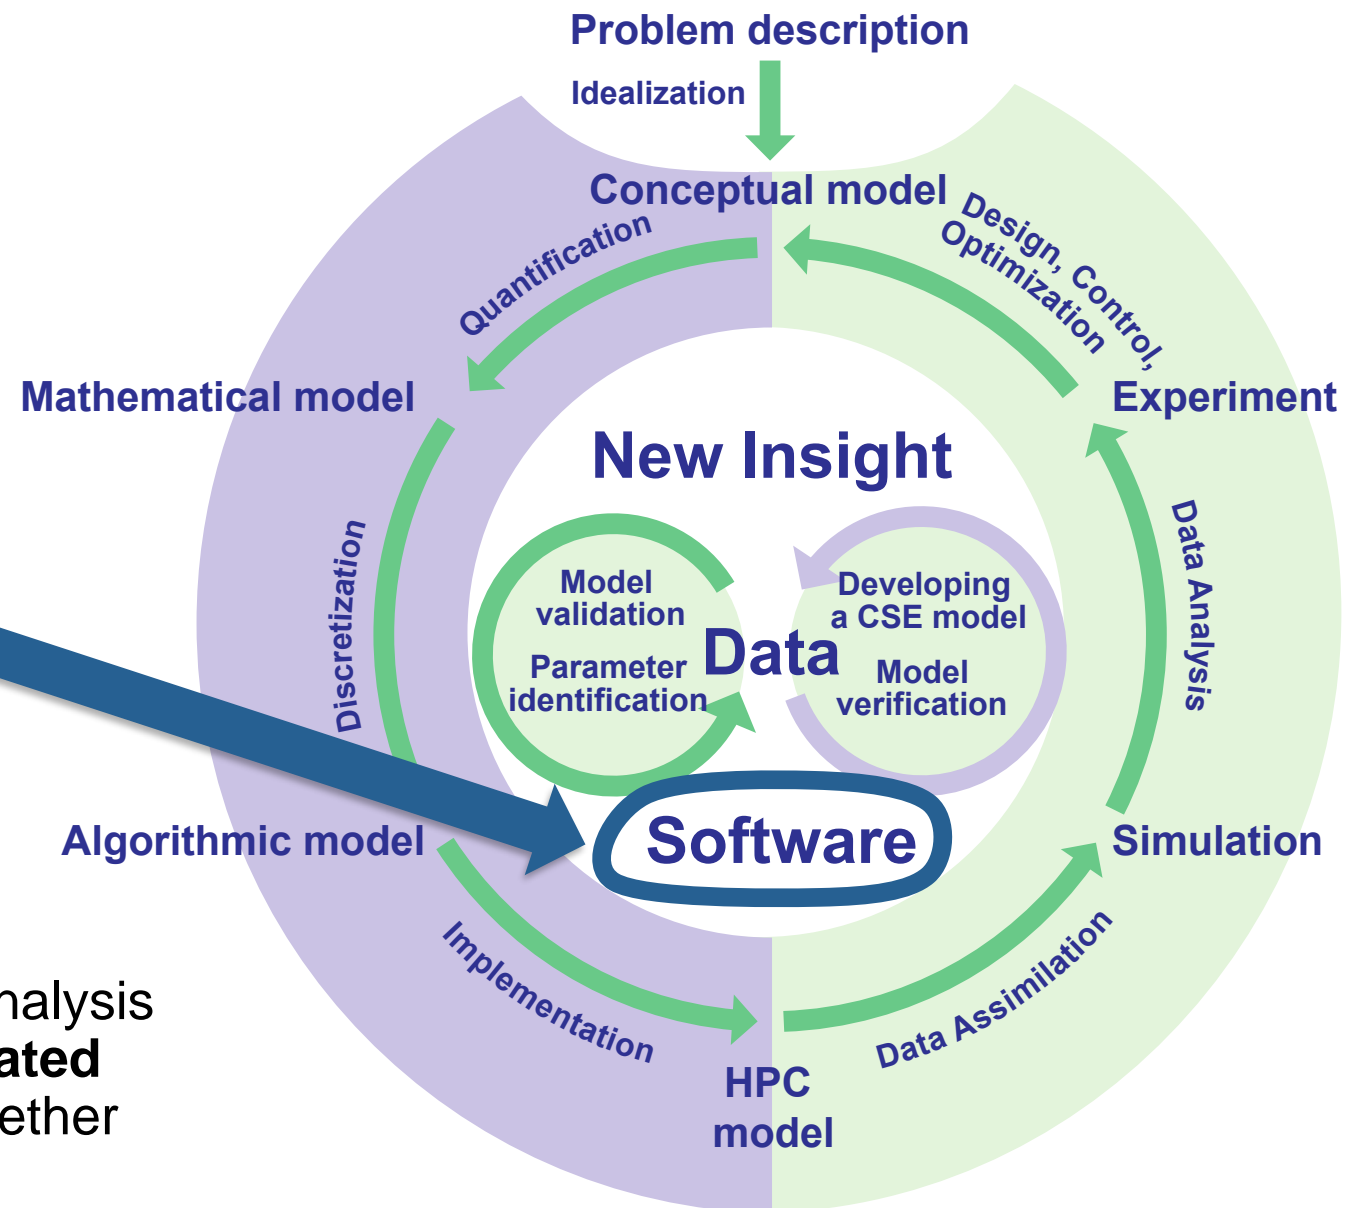 Problem description
Idealization
Conceptual model
Quantification
Design, Control,
Optimization
Mathematical model
Experiment
New Insight
Discretization
Data Analysis
Model
validation
Parameter
identification
Data
Developing
a CSE model
Model
verification
Algorithmic model
Software
Simulation
Implementation
Data Assimilation
HPC
model
nalysis
ated
ether